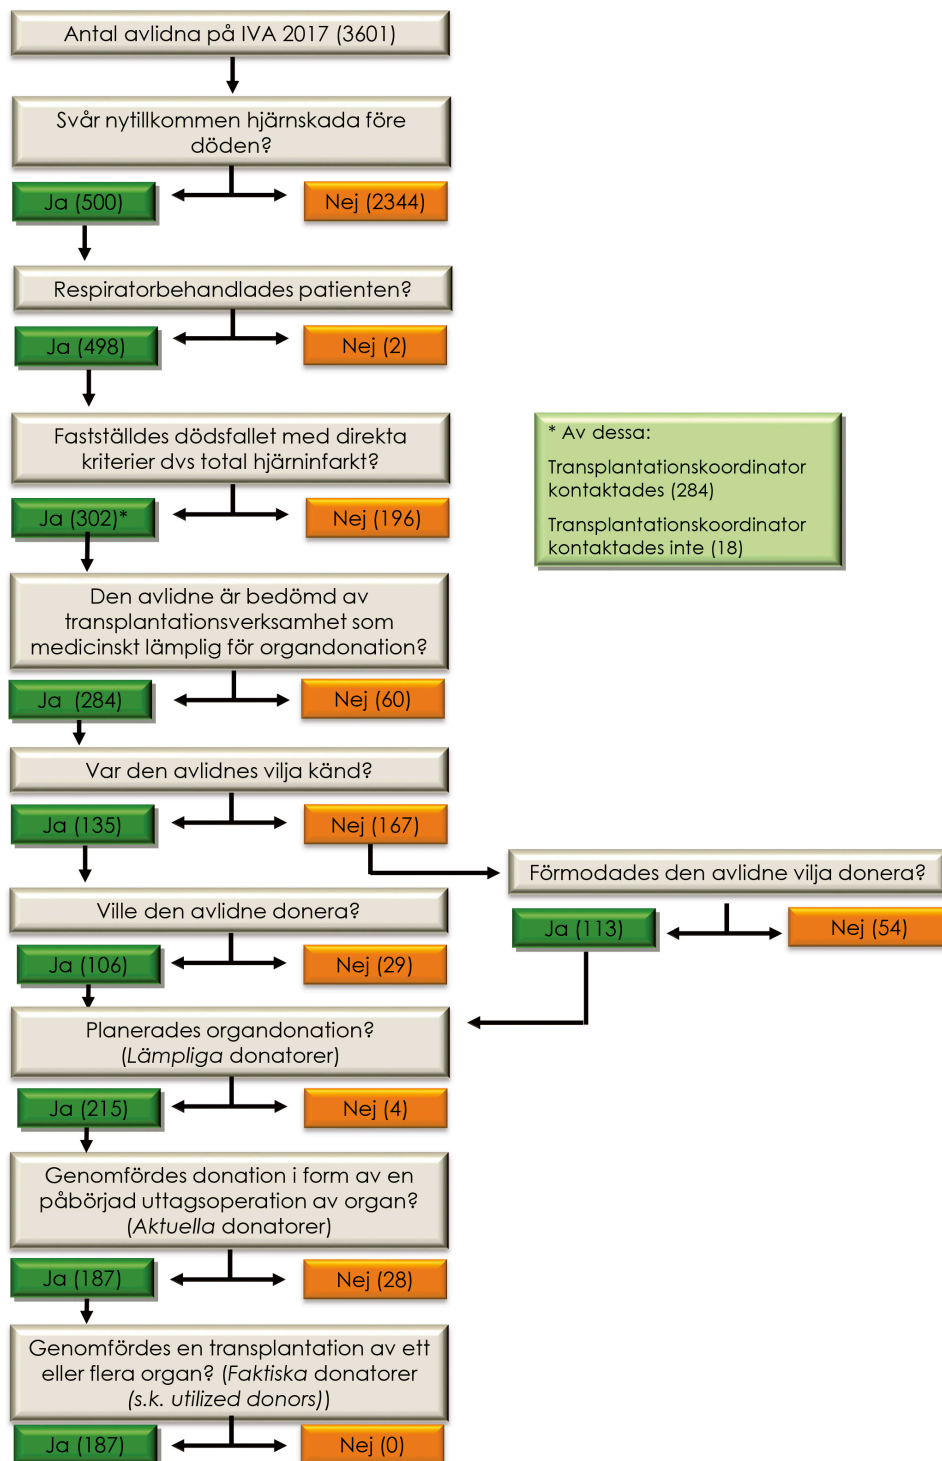 Antal avlidna på IVA 2017 (3601)
Svår nytillkommen hjärnskada före
döden?
Ja (500)
Nej (2344)
Respiratorbehandlades patienten?
Ja (498)
Nej (2)
Fastställdes dödsfallet med direkta
kriterier dvs total hjärninfarkt?
Ja (302)*
Nej (196)
* Av dessa:
Transplantationskoordinator
kontaktades (284)
Transplantationskoordinator
kontaktades inte (18)
Den avlidne är bedömd av
transplantationsverksamhet som
medicinskt lämplig för organdonation?
Ja (284)
Nej (60)
Var den avlidnes vilja känd?
Ja (135)
Nej (167)
Förmodades den avlidne vilja donera?
Ja (113)
Nej (54)
Ville den avlidne donera?
Ja (106)
Nej (29)
Planerades organdonation?
(Lämpliga donatorer)
Ja (215)
Nej (4)
Genomfördes donation i form av en
påbörjad uttagsoperation av organ?
(Aktuella donatorer)
Ja (187)
Nej (28)
Genomfördes en transplantation av ett
eller flera organ? (Faktiska donatorer
(s.k. utilized donors))
Ja (187)
Nej (0)